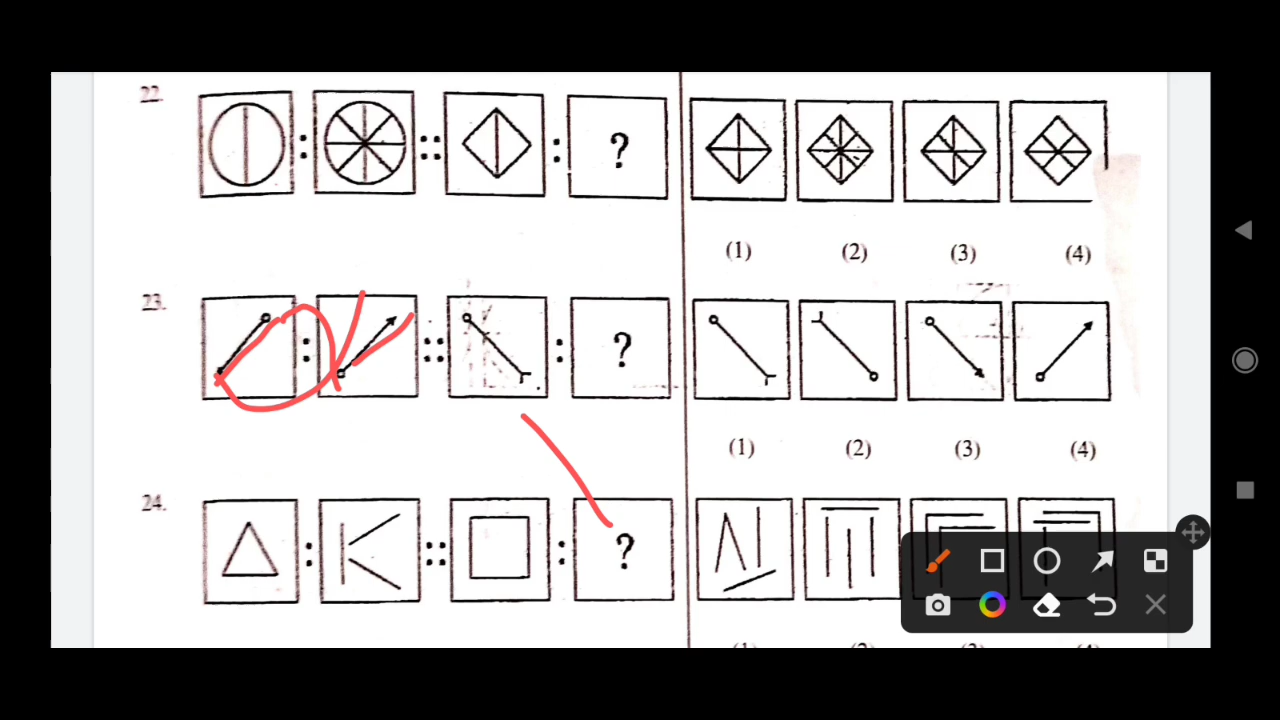 22.
: :: : ?
(1) (2) (3) (4)
23.
: :: : ?
(1) (2) (3) (4)
24.
: :: : ?